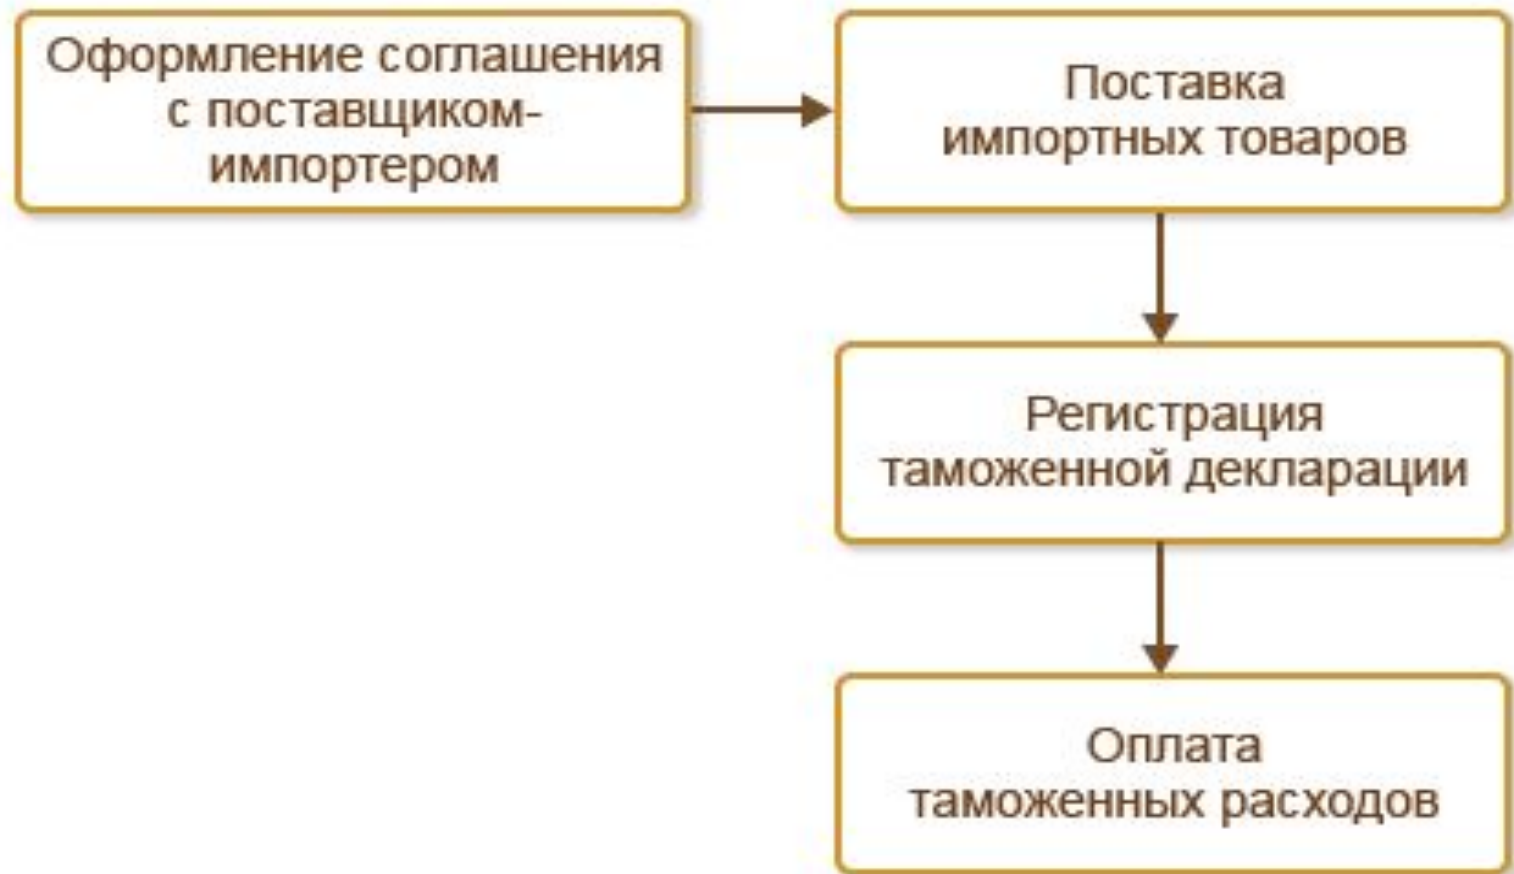 Оформление соглашения
с поставщиком-
импортером
Поставка
импортных товаров
Регистрация
таможенной декларации
Оплата
таможенных расходов